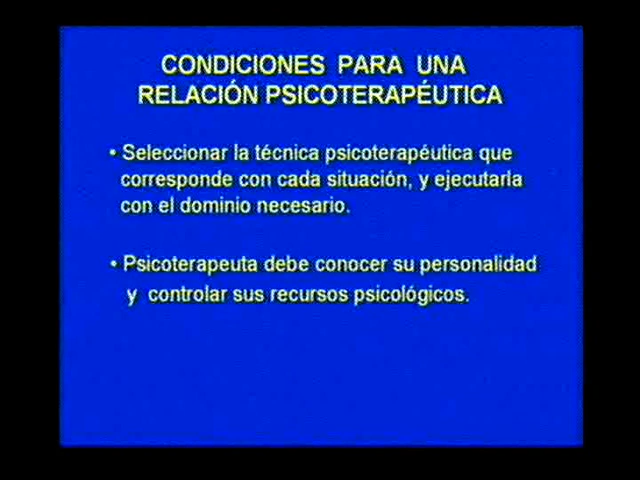 CONDICIONES PARA UNA
RELACIÓN PSICOTERAPÉUTICA
• Seleccionar la técnica psicoterapéutica que
corresponde con cada situación, y ejecutarla
con el dominio necesario.
• Psicoterapeuta debe conocer su personalidad
y controlar sus recursos psicológicos.